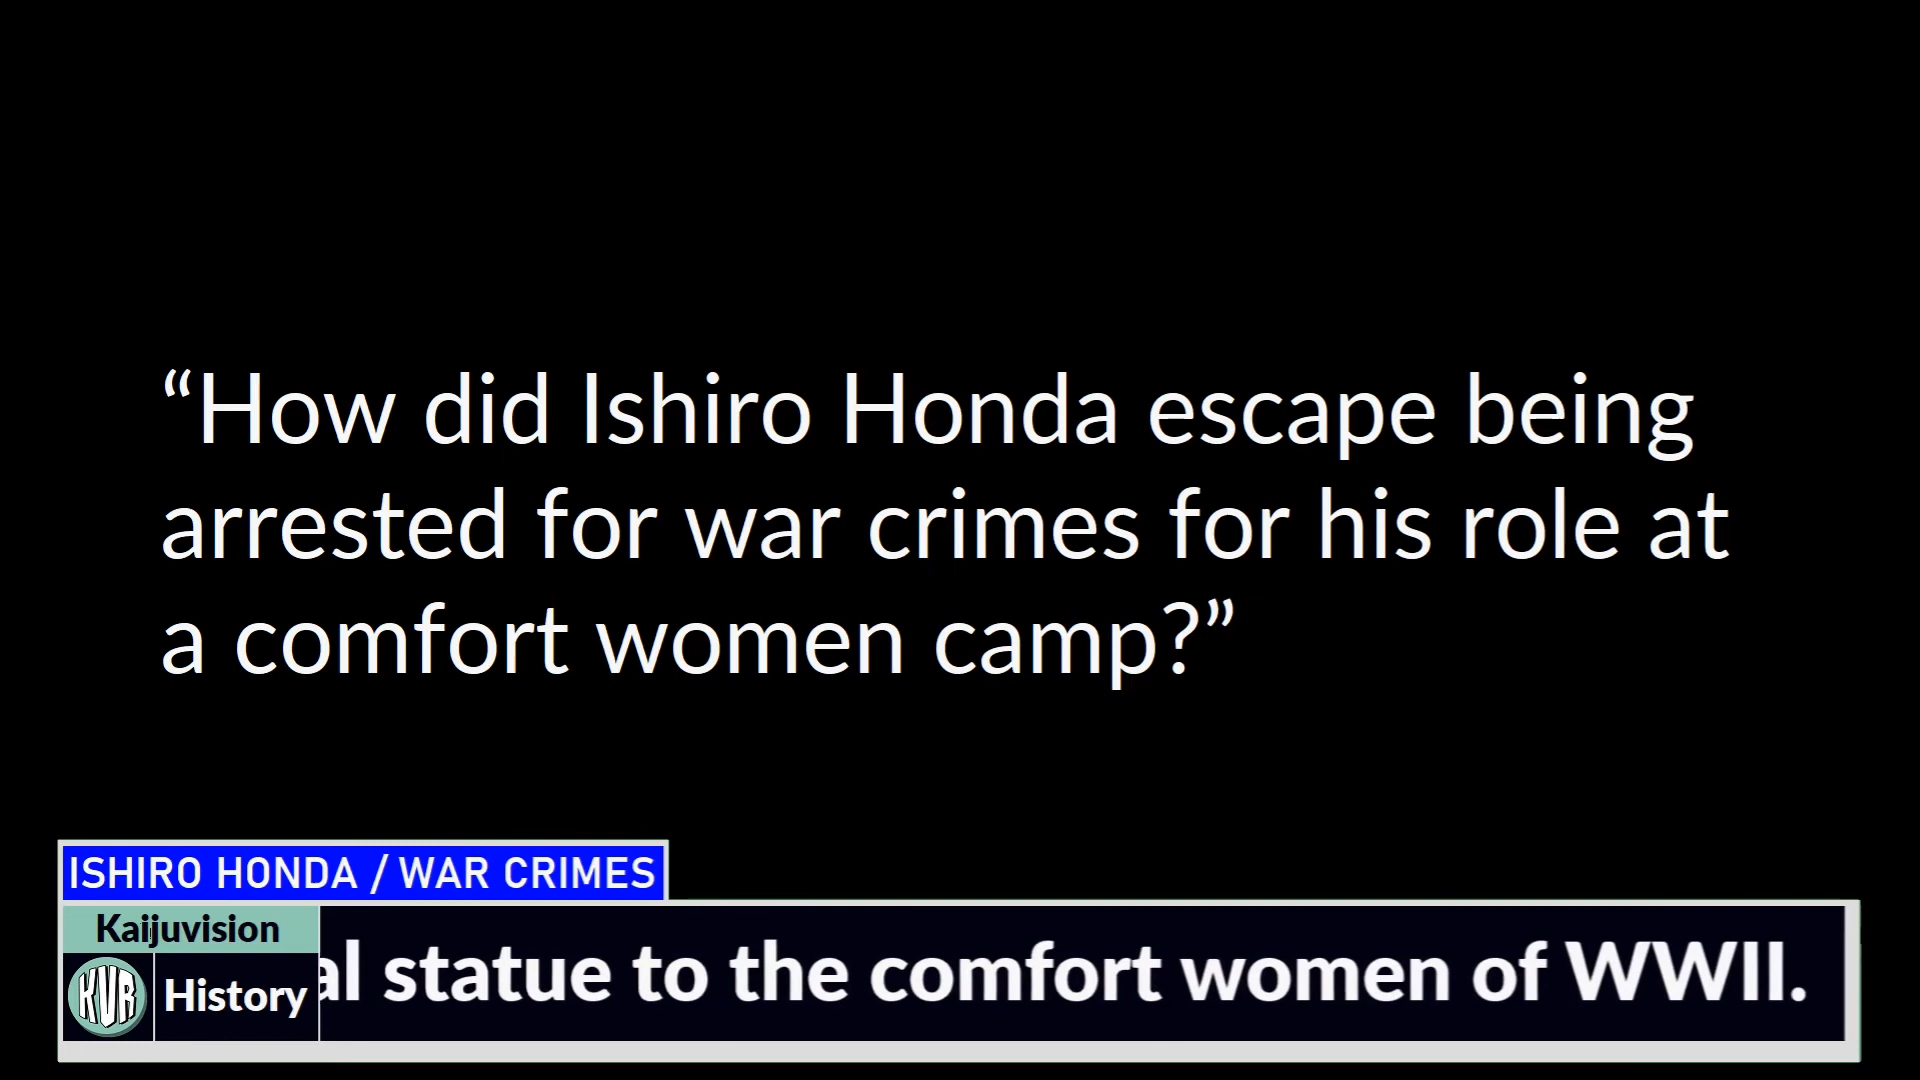 “How did Ishiro Honda escape being
arrested for war crimes for his role at
a comfort women camp?”
ISHIRO HONDA / WAR CRIMES
Kaijuvision
KVR
History
al statue to the comfort women of WWII.